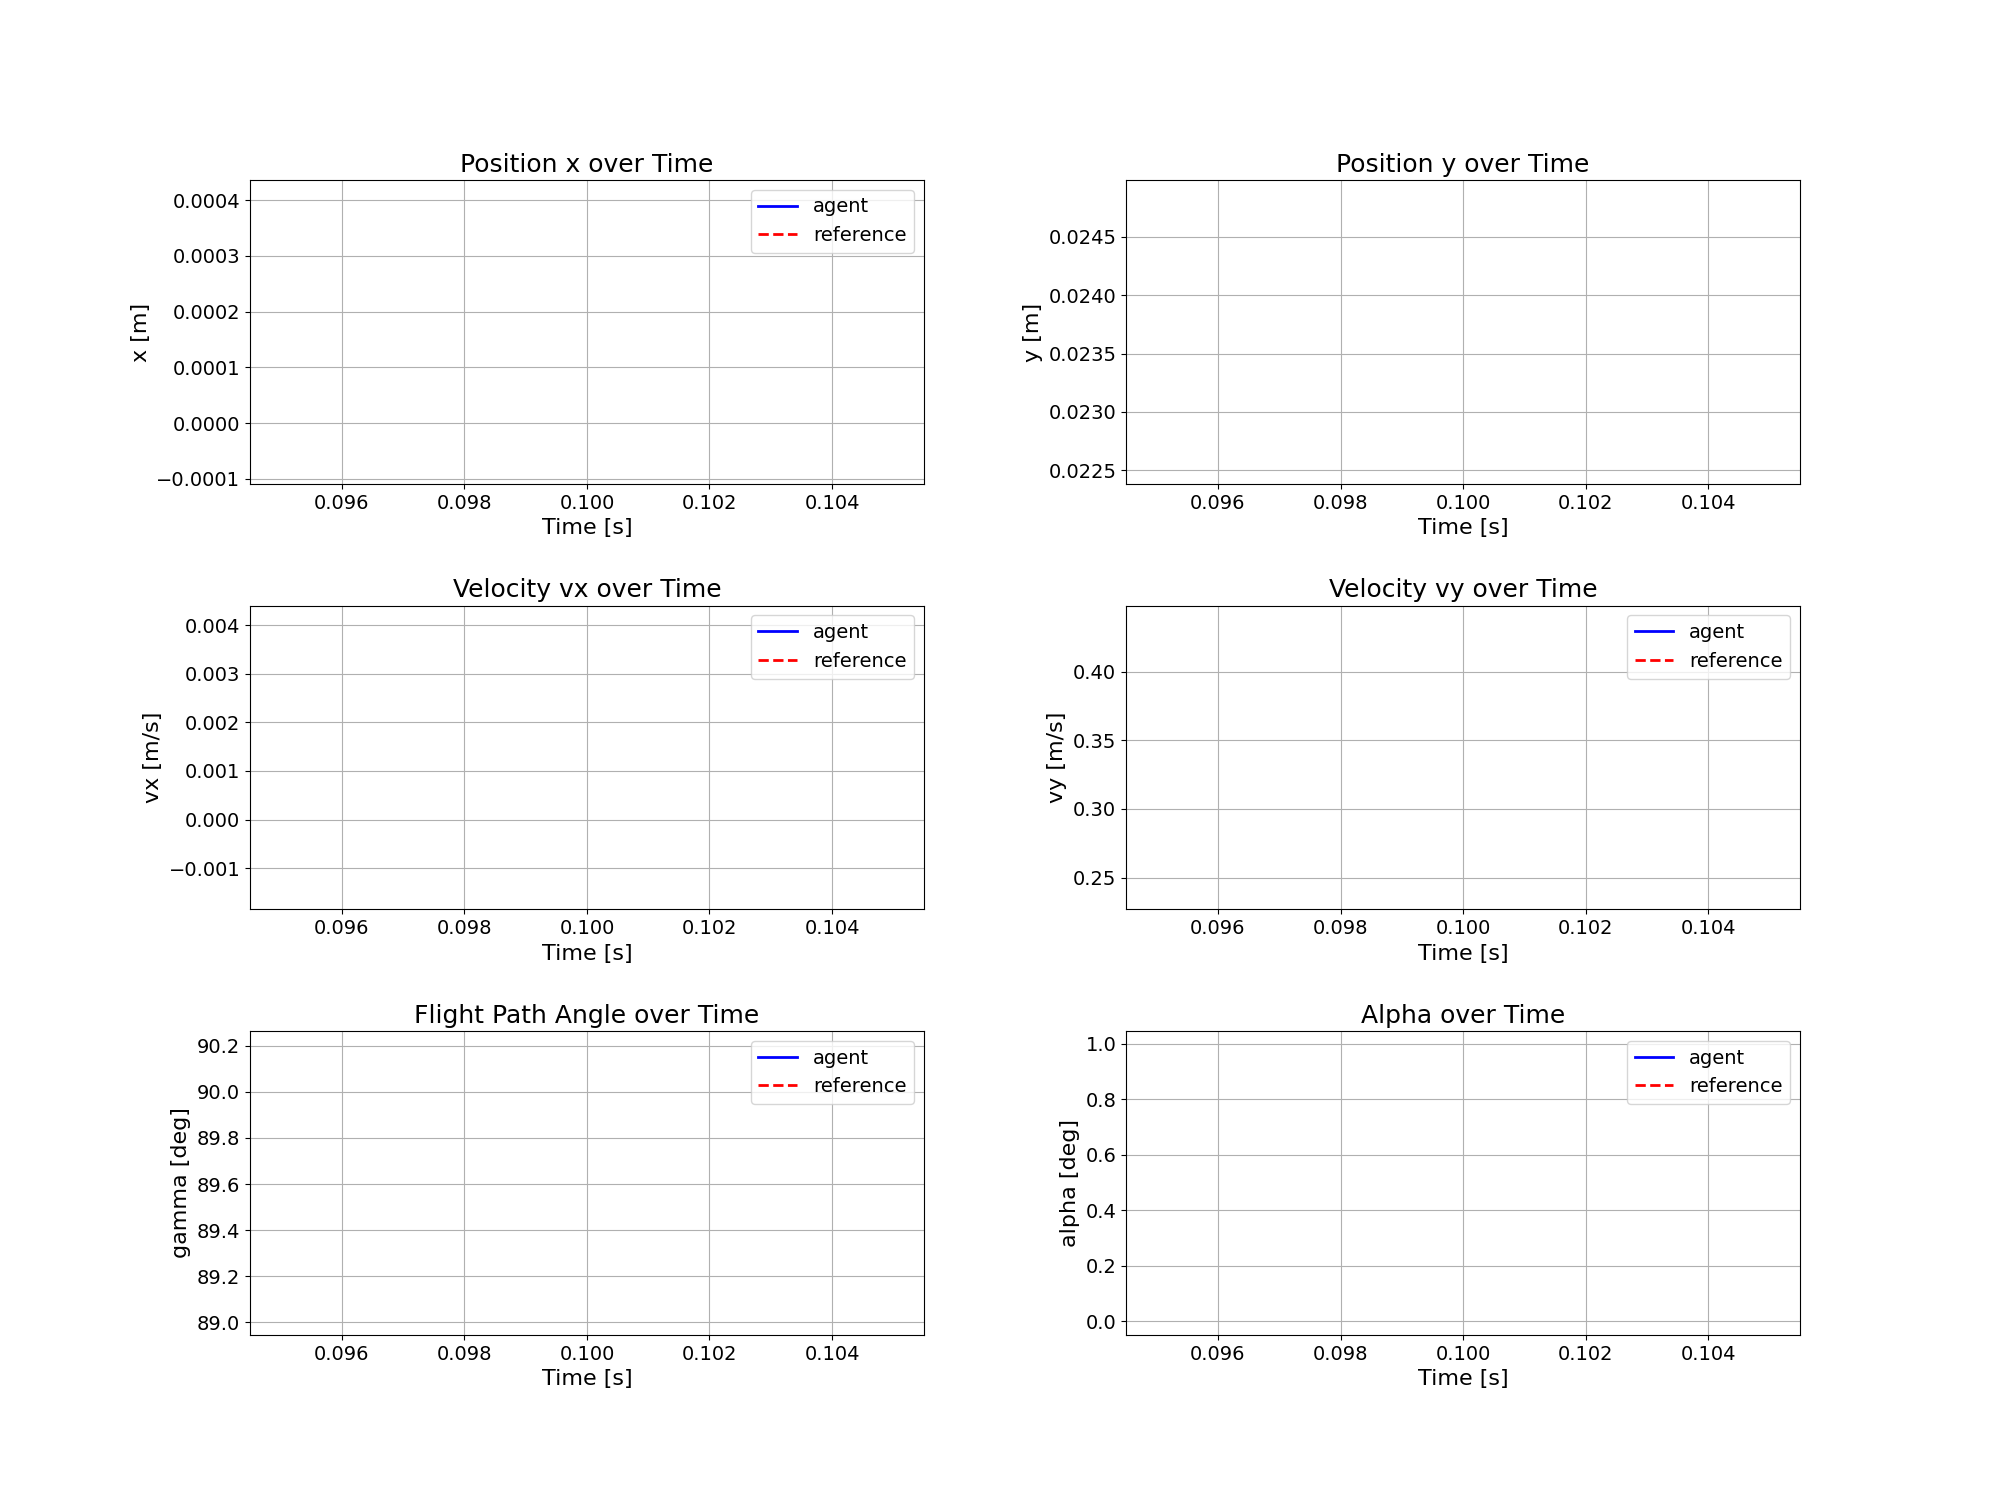 Position x over Time
agent
reference
x [m]
0.0004
0.0003
0.0002
0.0001
0.0000
−0.0001
0.096 0.098 0.100 0.102 0.104
Time [s]
Position y over Time
y [m]
0.0245
0.0240
0.0235
0.0230
0.0225
0.096 0.098 0.100 0.102 0.104
Time [s]
Velocity vx over Time
agent
reference
vx [m/s]
0.004
0.003
0.002
0.001
0.000
−0.001
0.096 0.098 0.100 0.102 0.104
Time [s]
Velocity vy over Time
agent
reference
vy [m/s]
0.40
0.35
0.30
0.25
0.096 0.098 0.100 0.102 0.104
Time [s]
Flight Path Angle over Time
agent
reference
gamma [deg]
90.2
90.0
89.8
89.6
89.4
89.2
89.0
0.096 0.098 0.100 0.102 0.104
Time [s]
Alpha over Time
agent
reference
alpha [deg]
1.0
0.8
0.6
0.4
0.2
0.0
0.096 0.098 0.100 0.102 0.104
Time [s]